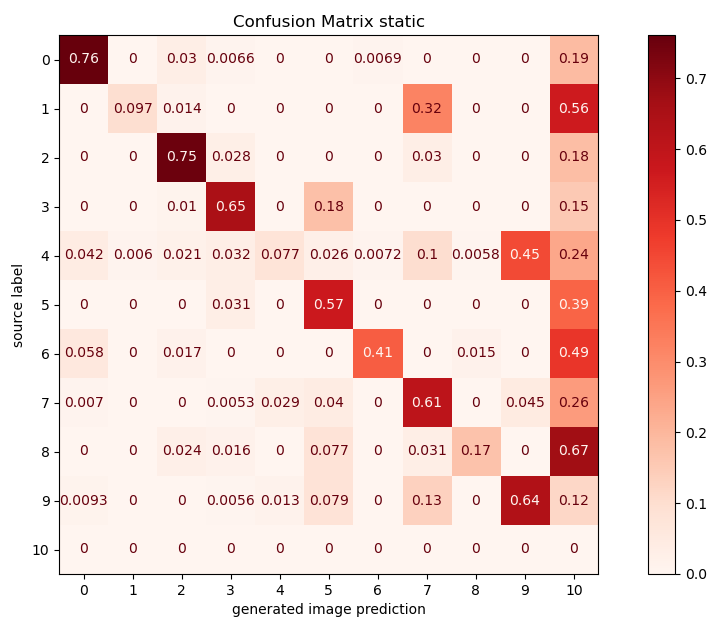 Confusion Matrix static
0 0.76 0 0.03 0.0066 0 0 0.0069 0 0 0 0.19
1 0 0.097 0.014 0 0 0 0 0.32 0 0 0.56
2 0 0 0.75 0.028 0 0 0 0.03 0 0 0.18
3 0 0 0.01 0.65 0 0.18 0 0 0 0 0.15
4 0.042 0.006 0.021 0.032 0.077 0.026 0.0072 0.1 0.0058 0.45 0.24
5 0 0 0 0.031 0 0.57 0 0 0 0 0.39
6 0.058 0 0.017 0 0 0 0.41 0 0.015 0 0.49
7 0.007 0 0 0.0053 0.029 0.04 0 0.61 0 0.045 0.26
8 0 0 0.024 0.016 0 0.077 0 0.031 0.17 0 0.67
9 0.0093 0 0 0.0056 0.013 0.079 0 0.13 0 0.64 0.12
10 0 0 0 0 0 0 0 0 0 0 0
0 1 2 3 4 5 6 7 8 9 10
generated image prediction
source label
0.7
0.6
0.5
0.4
0.3
0.2
0.1
0.0